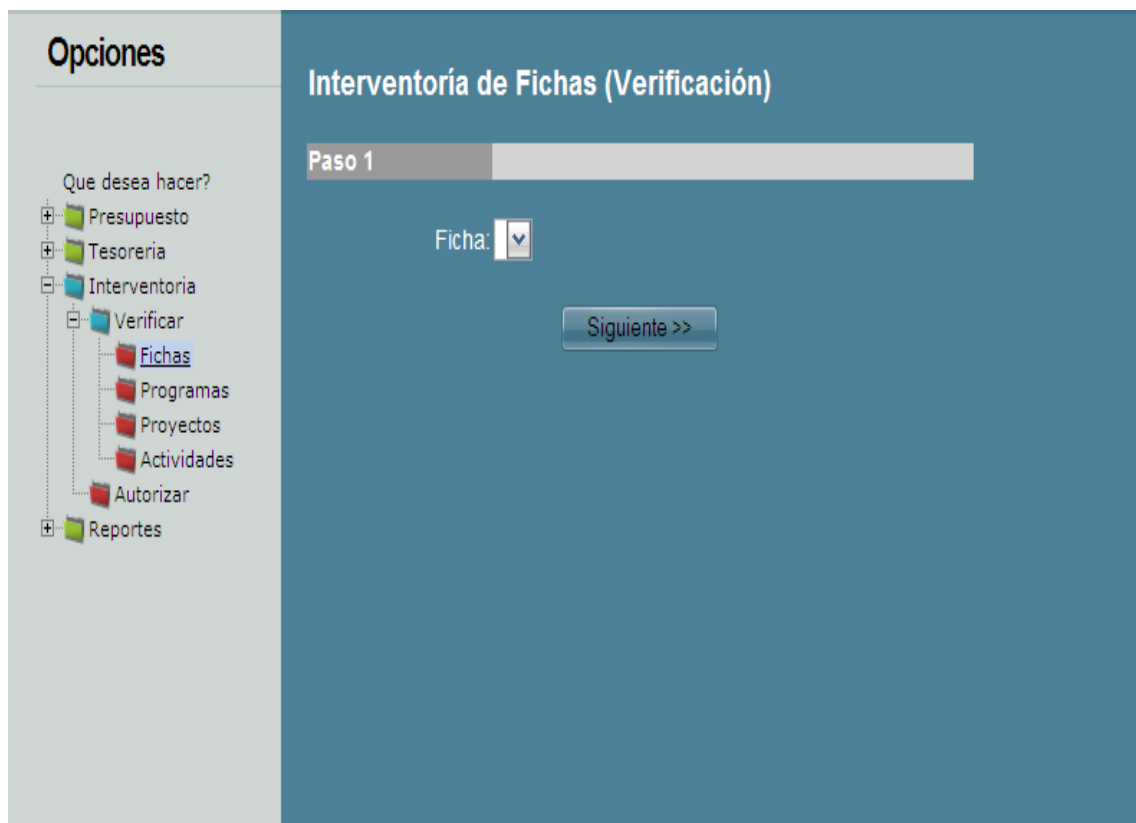 Opciones
Que desea hacer?
Presupuesto
Tesoreria
Interventoria
Verificar
Fichas
Programas
Proyectos
Actividades
Autorizar
Reportes
Interventoría de Fichas (Verificación)
Paso 1
Ficha:
Siguiente >>